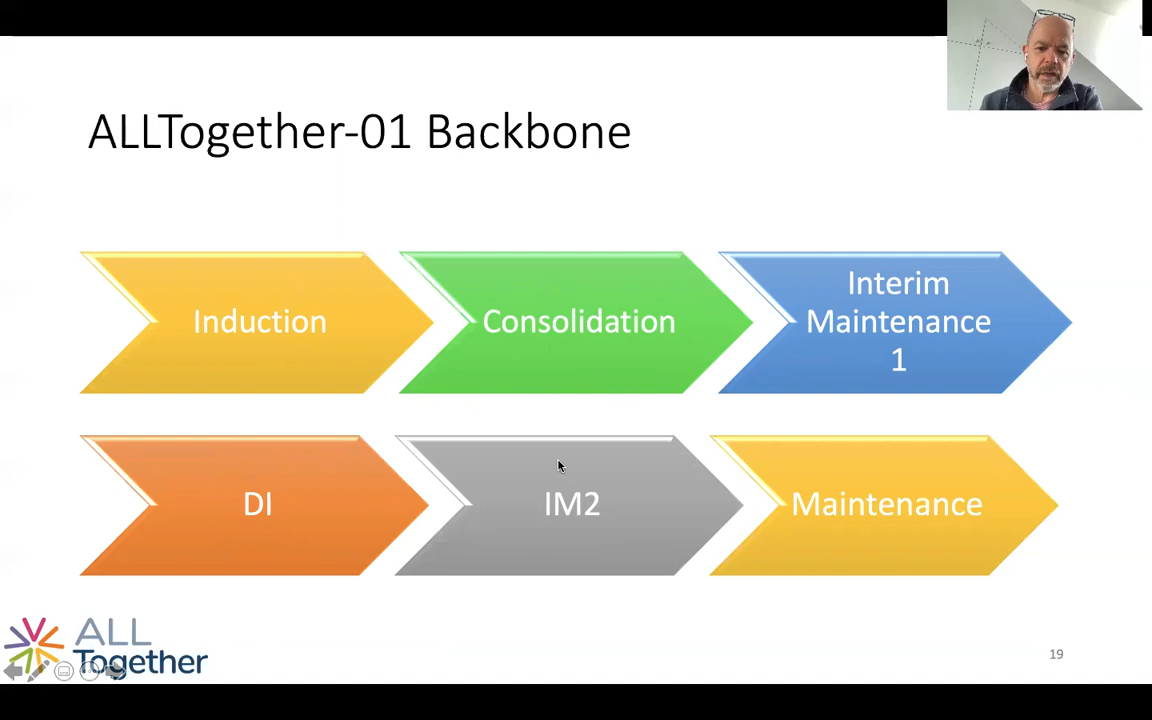 ALLTogether-01 Backbone
Induction
Consolidation
Interim
Maintenance
1
DI
IM2
Maintenance
ALL
Together
19